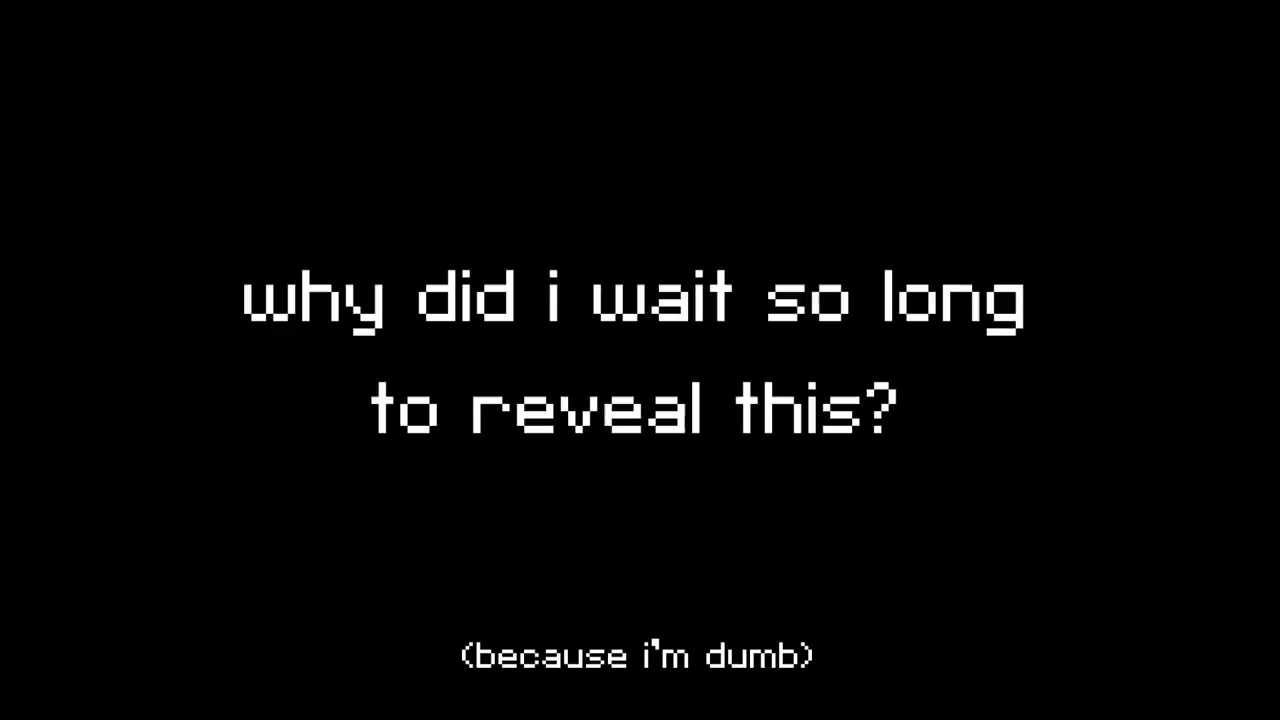 why did i wait so long
to reveal this?
(because i'm dumb)